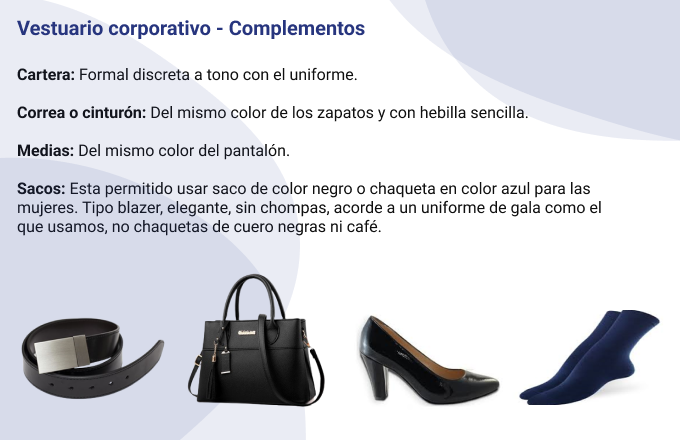 Vestuario corporativo - Complementos
Cartera: Formal discreta a tono con el uniforme.
Correa o cinturón: Del mismo color de los zapatos y con hebilla sencilla.
Medias: Del mismo color del pantalón.
Sacos: Esta permitido usar saco de color negro o chaqueta en color azul para las
mujeres. Tipo blazer, elegante, sin chompas, acorde a un uniforme de gala como el
que usamos, no chaquetas de cuero negras ni café.